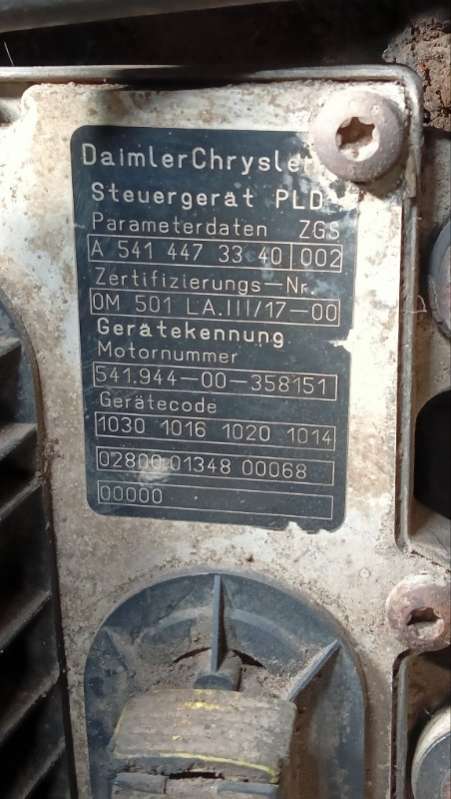 DaimlerChrysler
Steuergerät PLD
Parameterdaten ZGS
A 541 447 33 40 002
Zertifizierungs-Nr.
OM 501 LA.III/17-00
Gerätekennung
Motornummer
541.944-00-358151
Gerätecode
1030 1016 1020 1014
02800 01348 00068
00000